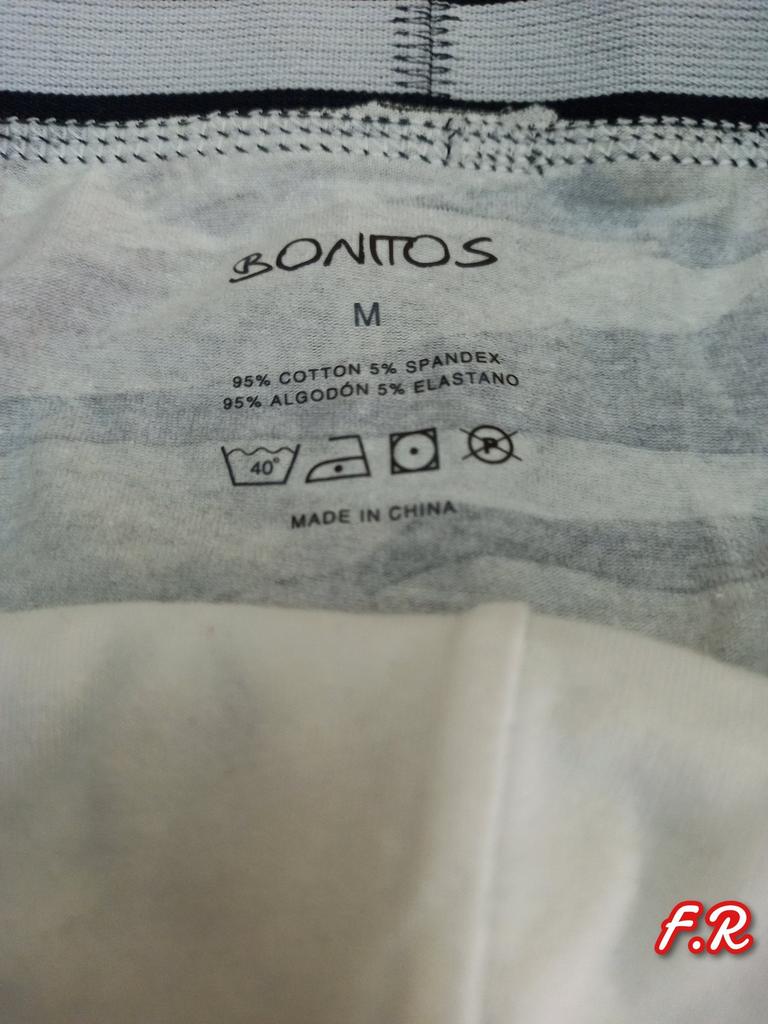 BONITOS
M
95% COTTON 5% SPANDEX
95% ALGODÓN 5% ELASTANO
40° P
MADE IN CHINA
F.R